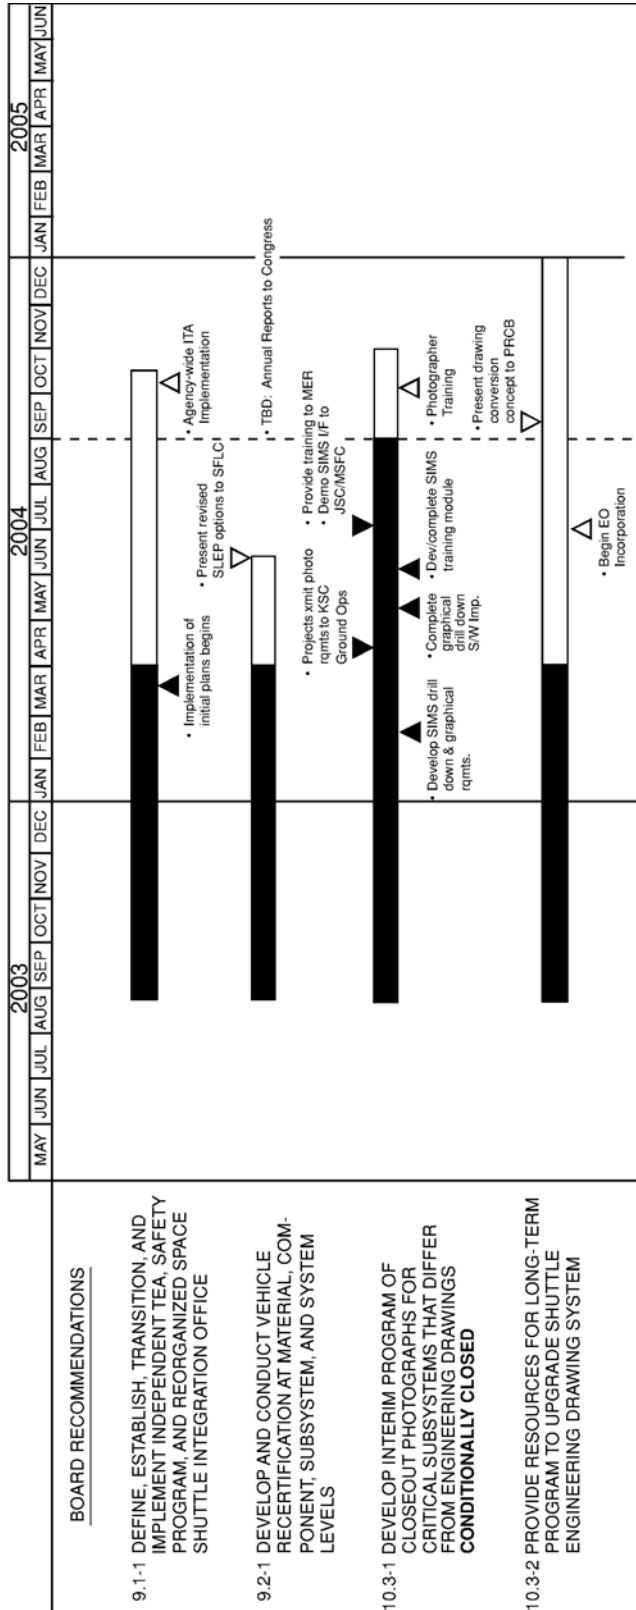 2003
2004
2005
MAY JUN JUL AUG SEP OCT NOV DEC JAN FEB MAR APR MAY JUN JUL AUG SEP OCT NOV DEC JAN FEB MAR APR MAY JUN
BOARD RECOMMENDATIONS
9.1-1 DEFINE, ESTABLISH, TRANSITION, AND
IMPLEMENT INDEPENDENT TEA, SAFETY
PROGRAM, AND REORGANIZED SPACE
SHUTTLE INTEGRATION OFFICE
• Implementation of
initial plans begins
• Agency-wide ITA
Implementation
9.2-1 DEVELOP AND CONDUCT VEHICLE
RECERTIFICATION AT MATERIAL, COM-
PONENT, SUBSYSTEM, AND SYSTEM
LEVELS
• Present revised
SLEP options to SFLC
• TBD: Annual Reports to Congress
10.3-1 DEVELOP INTERIM PROGRAM OF
CLOSEOUT PHOTOGRAPHS FOR
CRITICAL SUBSYSTEMS THAT DIFFER
FROM ENGINEERING DRAWINGS
CONDITIONALLY CLOSED
• Projects xmit photo
rqmts to KSC
Ground Ops
• Provide training to MER
• Demo SIMS I/F to
JSC/MSFC
• Develop SIMS drill
down & graphical
rqmts.
• Complete
graphical
drill down
S/W Imp.
• Dev/complete SIMS
training module
• Photographer
Training
10.3-2 PROVIDE RESOURCES FOR LONG-TERM
PROGRAM TO UPGRADE SHUTTLE
ENGINEERING DRAWING SYSTEM
• Present drawing
conversion
concept to PRCB
• Begin EO
Incorporation